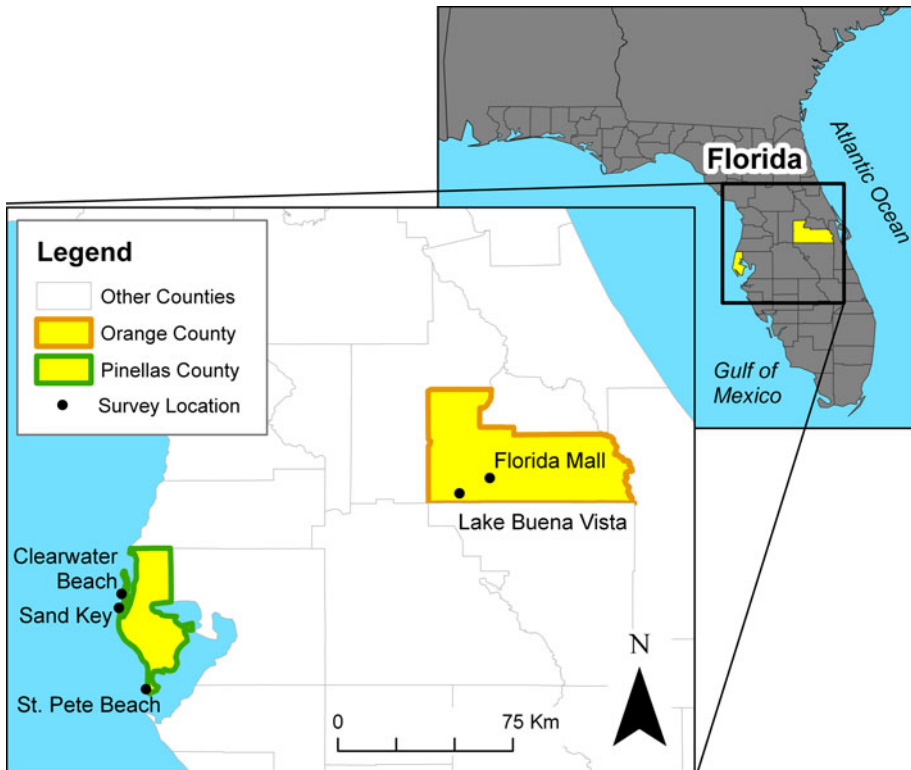 Florida
Atlantic Ocean
Gulf of
Mexico
Legend
Other Counties
Orange County
Pinellas County
Survey Location
Florida Mall
Lake Buena Vista
Clearwater
Beach
Sand Key
St. Pete Beach
N
0 75 Km